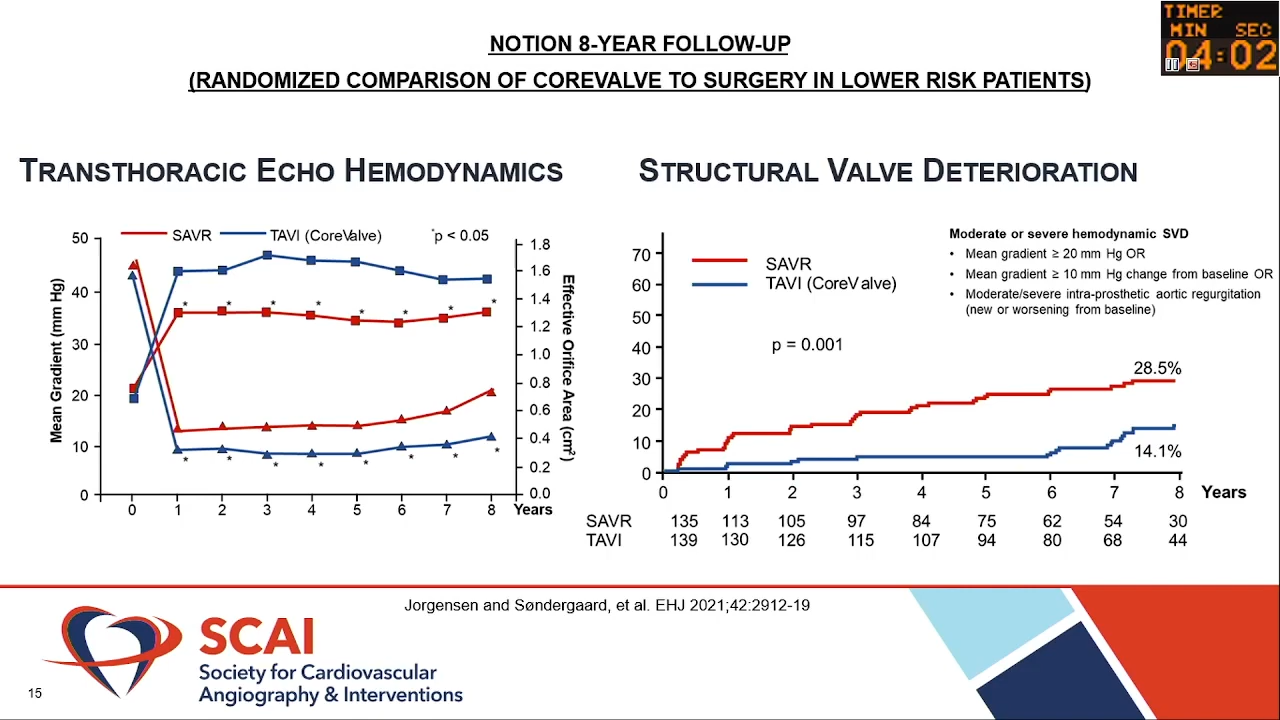 TIMER
MIN SEC
04:02
NOTION 8-YEAR FOLLOW-UP
(RANDOMIZED COMPARISON OF COREVALVE TO SURGERY IN LOWER RISK PATIENTS)
TRANSTHORACIC ECHO HEMODYNAMICS
SAVR TAVI (CoreValve) *p < 0.05
Mean Gradient (mm Hg)
50
40
30
20
10
0
1.8
1.6
1.4
1.2
1.0
0.8
0.6
0.4
0.2
0.0
Effective Orifice Area (cm²)
0 1 2 3 4 5 6 7 8 Years
STRUCTURAL VALVE DETERIORATION
Moderate or severe hemodynamic SVD
• Mean gradient ≥ 20 mm Hg OR
• Mean gradient ≥ 10 mm Hg change from baseline OR
• Moderate/severe intra-prosthetic aortic regurgitation
(new or worsening from baseline)
SAVR
TAVI (CoreValve)
p = 0.001
70
60
50
40
30
20
10
0
28.5%
14.1%
0 1 2 3 4 5 6 7 8 Years
SAVR 135 113 105 97 84 75 62 54 30
TAVI 139 130 126 115 107 94 80 68 44
Jorgensen and Søndergaard, et al. EHJ 2021;42:2912-19
SCAI
Society for Cardiovascular
Angiography & Interventions
15